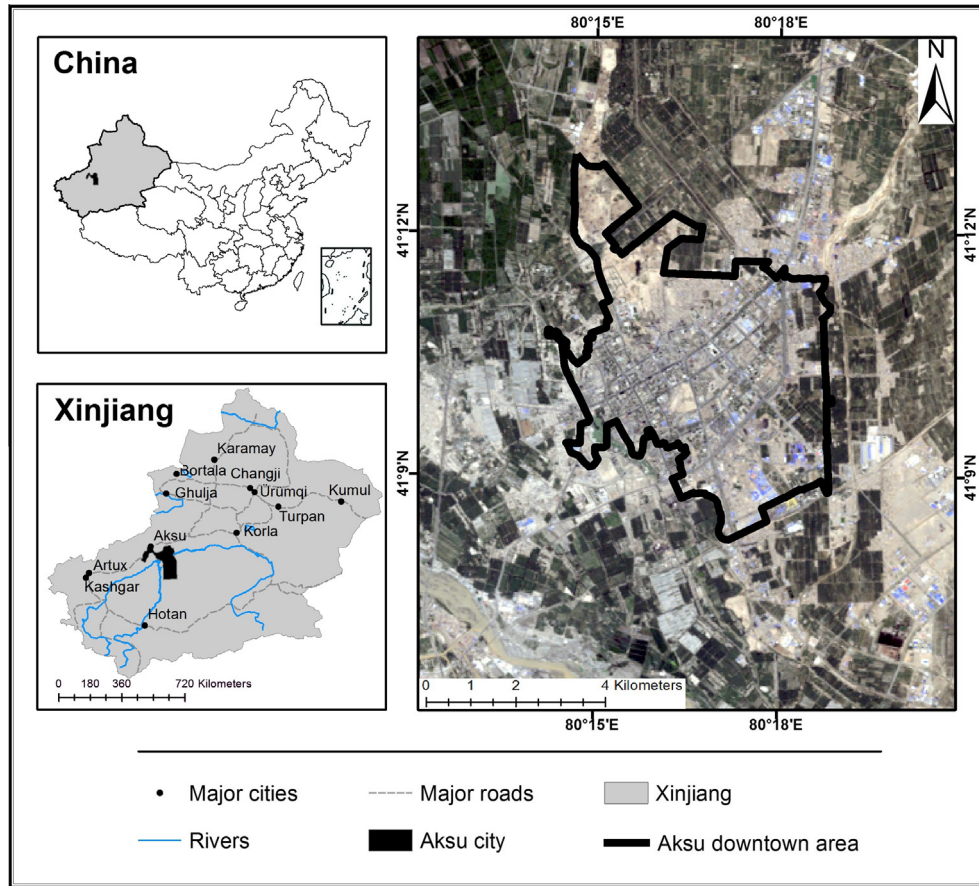 China
Xinjiang
Karamay
Bortala
Changji
Ghulja
Ürümqi
Kumul
Turpan
Aksu
Korla
Artux
Kashgar
Hotan
0 180 360 720 Kilometers
80°15'E 80°18'E
N
41°12'N 41°12'N
41°9'N 41°9'N
0 1 2 4 Kilometers
80°15'E 80°18'E
Major cities Major roads Xinjiang
Rivers Aksu city Aksu downtown area